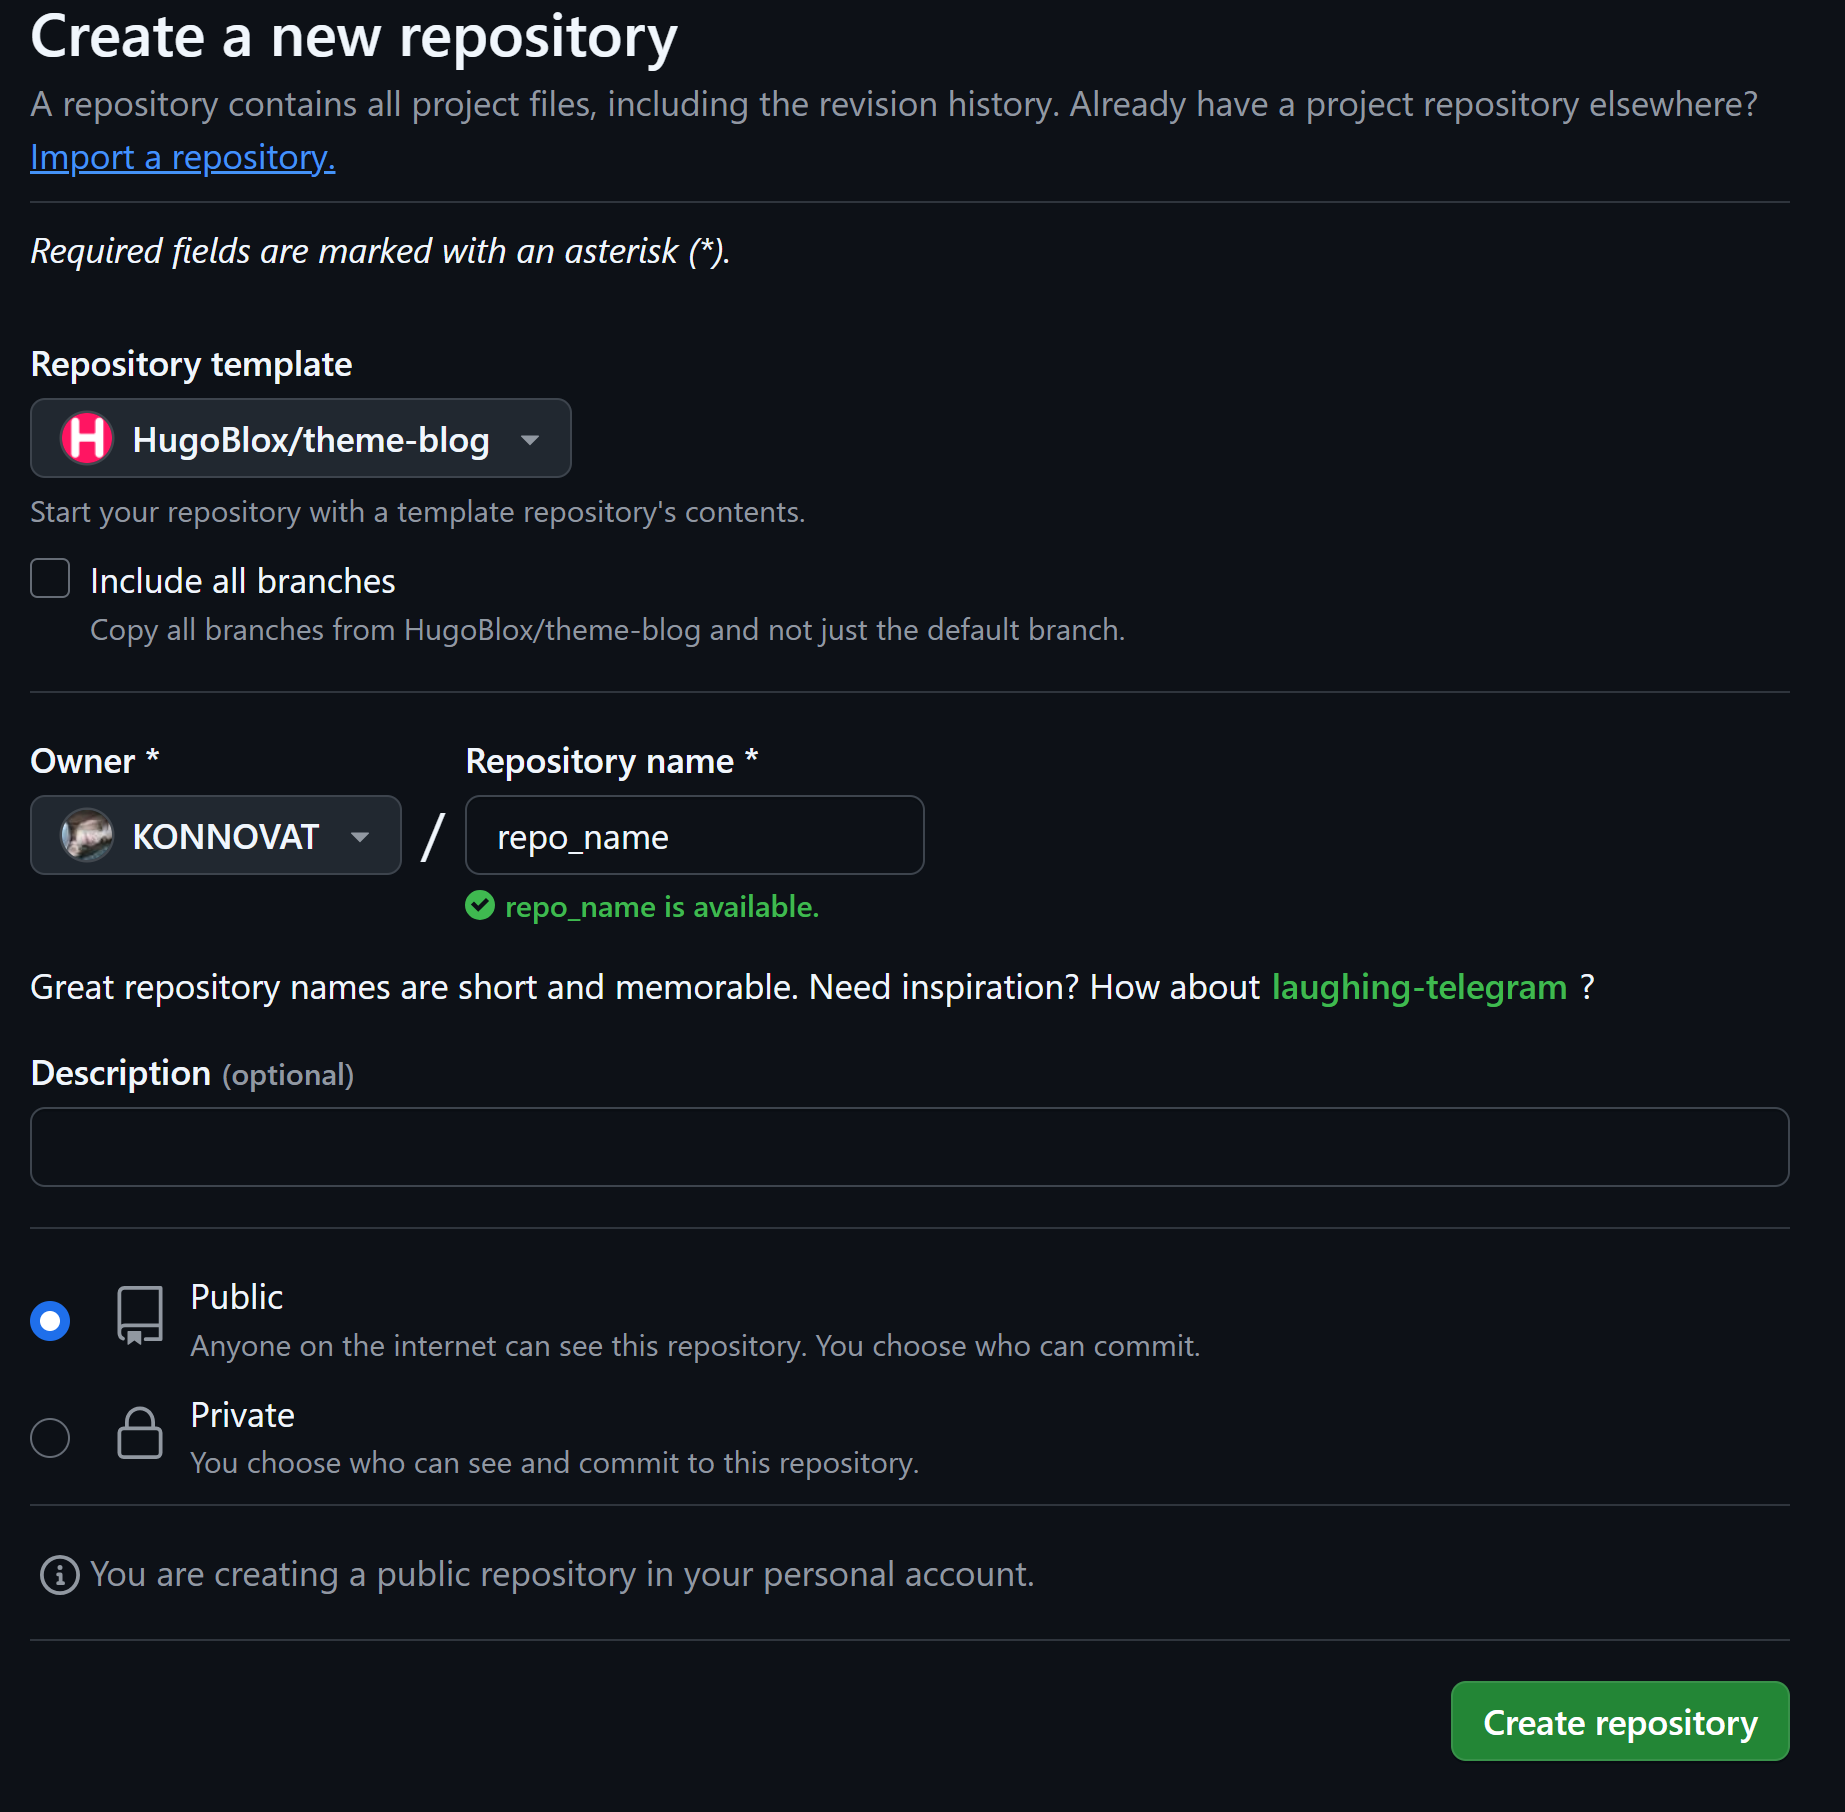 Create a new repository
A repository contains all project files, including the revision history. Already have a project repository elsewhere?
Import a repository.
Required fields are marked with an asterisk (*).
Repository template
H HugoBlox/theme-blog
Start your repository with a template repository's contents.
Include all branches
Copy all branches from HugoBlox/theme-blog and not just the default branch.
Owner * Repository name *
KONNOVAT / repo_name
repo_name is available.
Great repository names are short and memorable. Need inspiration? How about laughing-telegram ?
Description (optional)
Public
Anyone on the internet can see this repository. You choose who can commit.
Private
You choose who can see and commit to this repository.
You are creating a public repository in your personal account.
Create repository